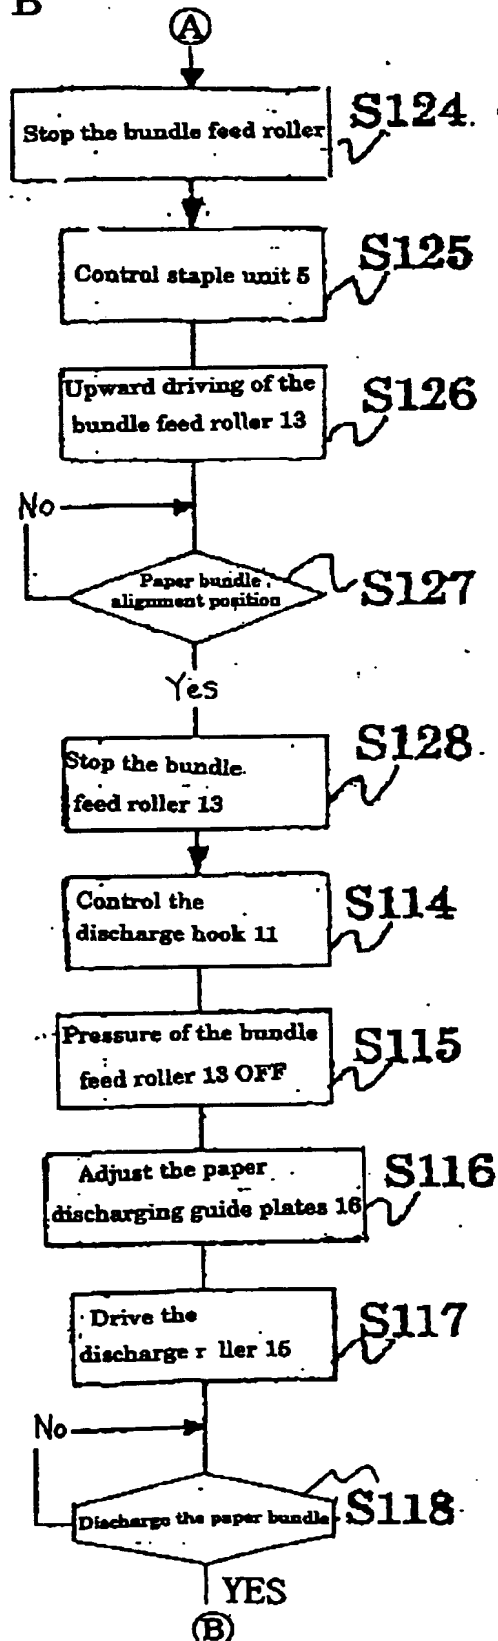 B
A
Stop the bundle feed roller
S124
Control staple unit 5
S125
Upward driving of the
bundle feed roller 13
S126
No
Paper bundle
alignment position
S127
Yes
Stop the bundle
feed roller 13
S128
Control the
discharge hook 11
S114
Pressure of the bundle
feed roller 13 OFF
S115
Adjust the paper
discharging guide plates 16
S116
Drive the
discharge r ller 15
S117
No
Discharge the paper bundle
S118
YES
B